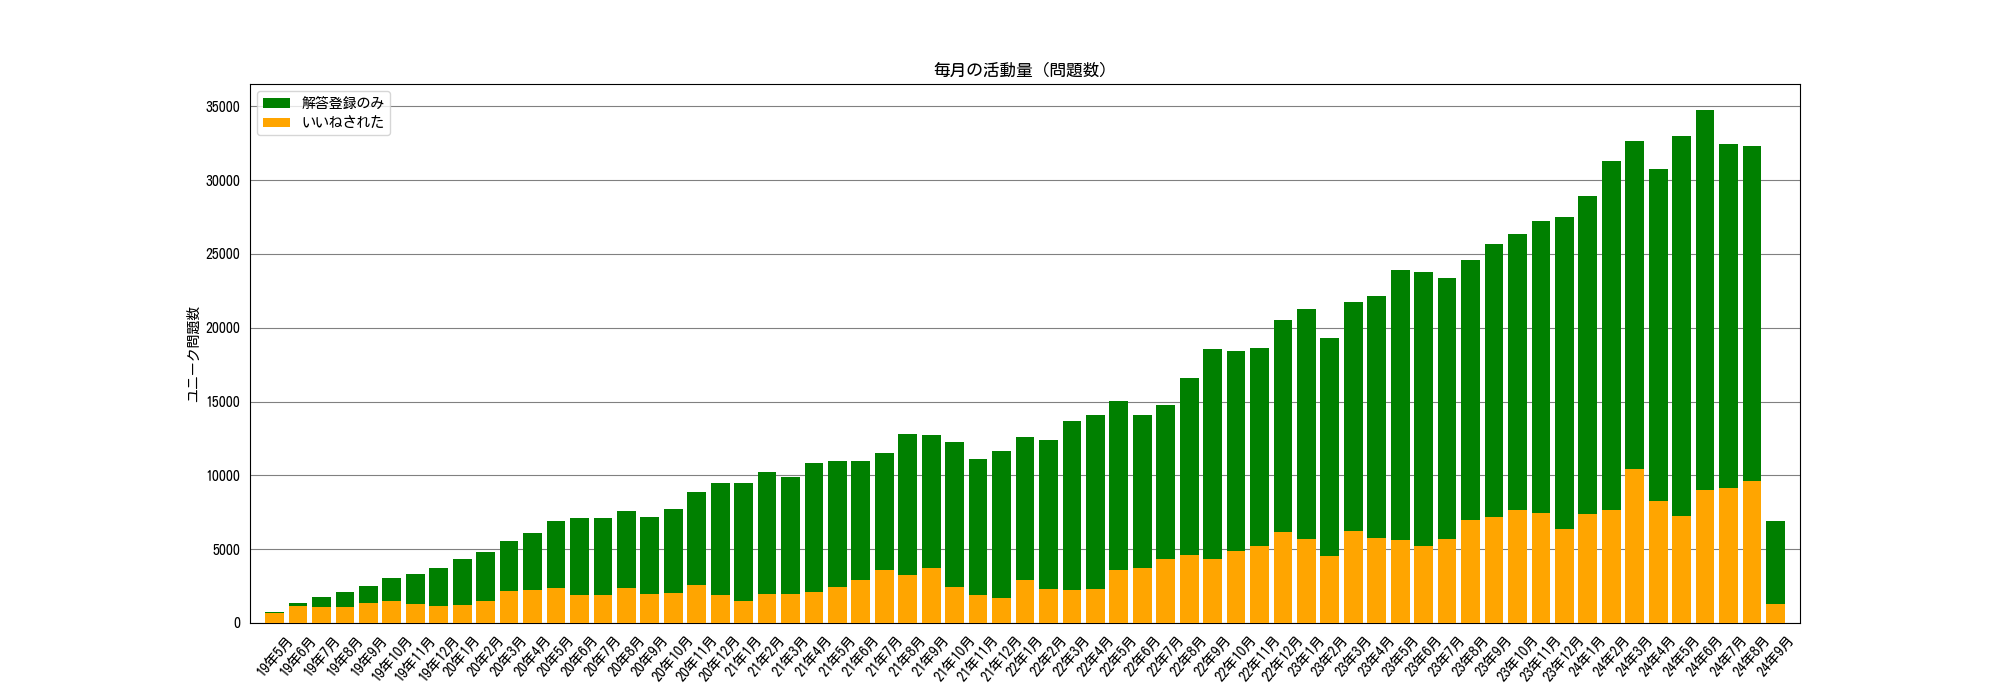 毎月の活動量（問題数）
解答登録のみ
いいねされた
ユニーク問題数
35000
30000
25000
20000
15000
10000
5000
0
19年5月
19年6月
19年7月
19年8月
19年9月
19年10月
19年11月
19年12月
20年1月
20年2月
20年3月
20年4月
20年5月
20年6月
20年7月
20年8月
20年9月
20年10月
20年11月
20年12月
21年1月
21年2月
21年3月
21年4月
21年5月
21年6月
21年7月
21年8月
21年9月
21年10月
21年11月
21年12月
22年1月
22年2月
22年3月
22年4月
22年5月
22年6月
22年7月
22年8月
22年9月
22年10月
22年11月
22年12月
23年1月
23年2月
23年3月
23年4月
23年5月
23年6月
23年7月
23年8月
23年9月
23年10月
23年11月
23年12月
24年1月
24年2月
24年3月
24年4月
24年5月
24年6月
24年7月
24年8月
24年9月